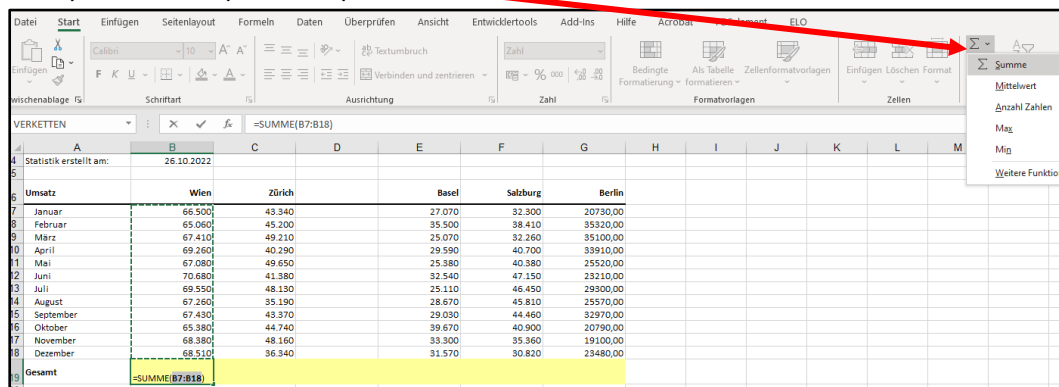 Datei Start Einfügen Seitenlayout Formeln Daten Überprüfen Ansicht Entwicklertools Add-Ins Hilfe Acrobat ELO
Calibri 10 Textumbruch Zahl
Einfügen F K U Verbinden und zentrieren % 000 Bedingte Formatierung Als Tabelle formatieren Zellenformatvorlagen Einfügen Löschen Format
wischenablage Schriftart Ausrichtung Zahl Formatvorlagen Zellen
Σ Summe
Mittelwert
Anzahl Zahlen
Max
Min
Weitere Funktio
VERKETTEN =SUMME(B7:B18)
A B C D E F G H I J K L M
4 Statistik erstellt am: 26.10.2022
5
6 Umsatz Wien Zürich Basel Salzburg Berlin
7 Januar 66.500 43.340 27.070 32.300 20730,00
8 Februar 65.060 45.200 35.500 38.410 35320,00
9 März 67.410 49.210 25.070 32.260 35100,00
10 April 69.260 40.290 29.590 40.700 33910,00
11 Mai 67.080 49.650 25.380 40.380 25520,00
12 Juni 70.680 41.380 32.540 47.150 23210,00
13 Juli 69.550 48.130 25.110 46.450 29300,00
14 August 67.260 35.190 28.670 45.810 25570,00
15 September 67.430 43.370 29.030 44.460 32970,00
16 Oktober 65.380 44.740 39.670 40.900 20790,00
17 November 68.380 48.160 33.300 35.360 19100,00
18 Dezember 68.510 36.340 31.570 30.820 23480,00
19 Gesamt =SUMME(B7:B18)